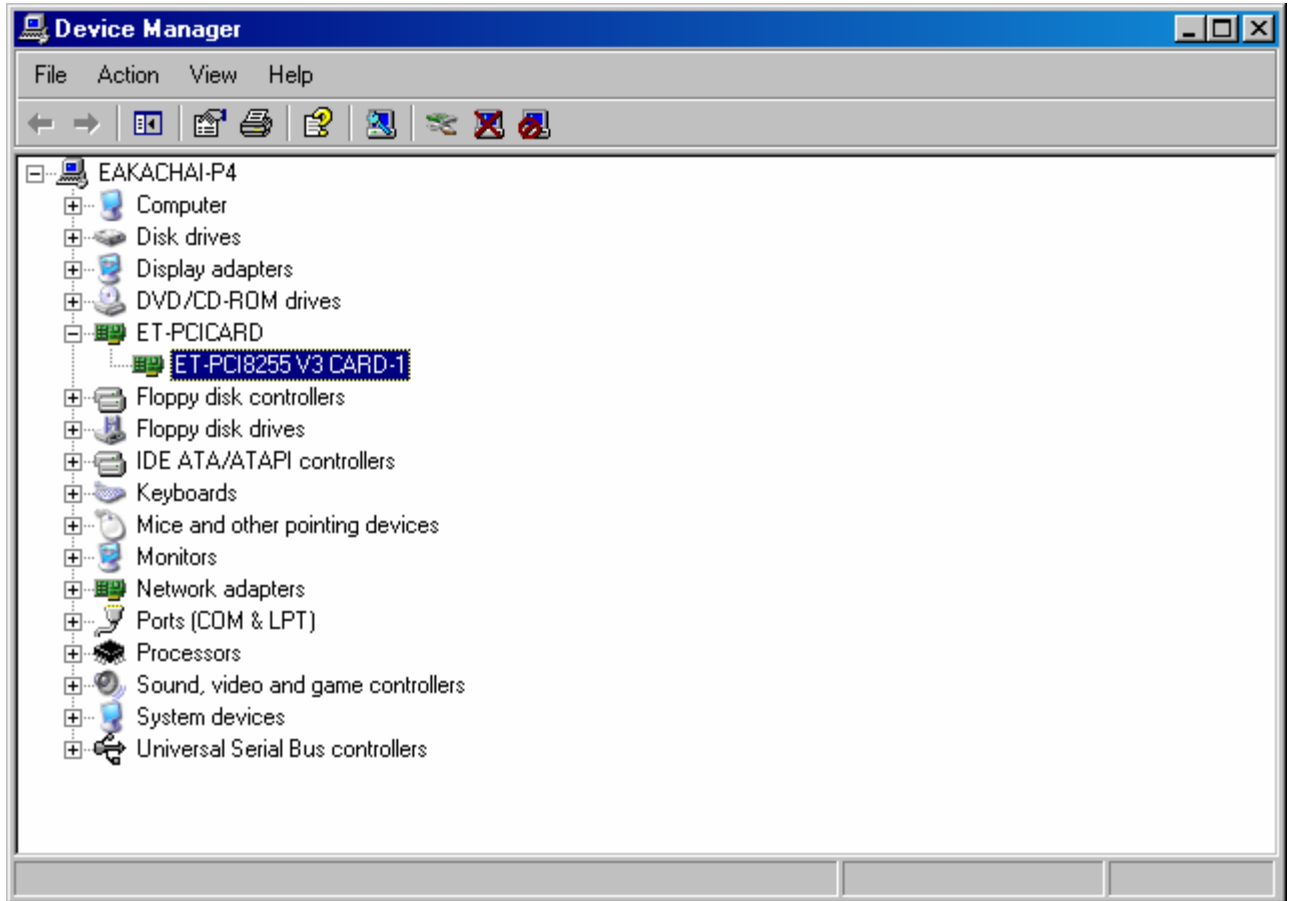 Device Manager
File Action View Help
EAKACHAI-P4
Computer
Disk drives
Display adapters
DVD/CD-ROM drives
ET-PCICARD
ET-PCI8255 V3 CARD-1
Floppy disk controllers
Floppy disk drives
IDE ATA/ATAPI controllers
Keyboards
Mice and other pointing devices
Monitors
Network adapters
Ports (COM & LPT)
Processors
Sound, video and game controllers
System devices
Universal Serial Bus controllers